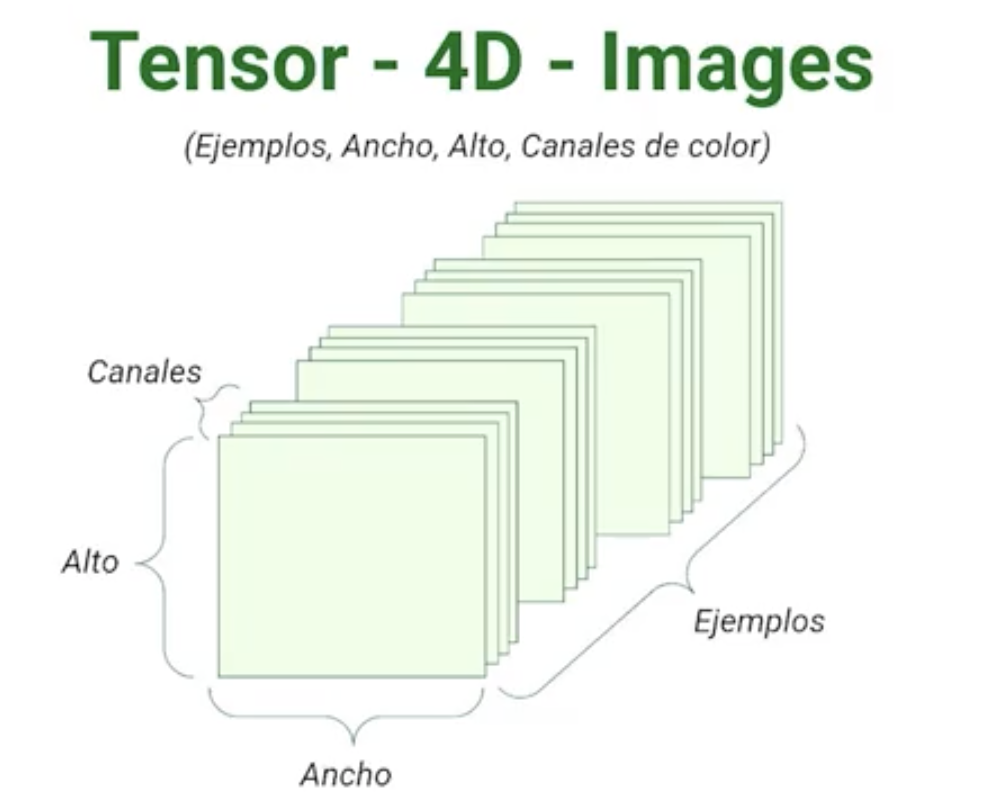 Tensor - 4D - Images
(Ejemplos, Ancho, Alto, Canales de color)
Canales
Alto
Ejemplos
Ancho